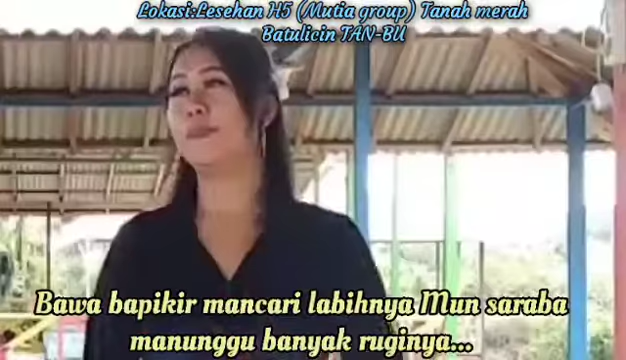 Lokasi:Lesehan H5 (Mutia group) Tanah merah
Batulicin TAN-BU
Bawa bapikir mancari labihnya Mun saraba
manunggu banyak ruginya...